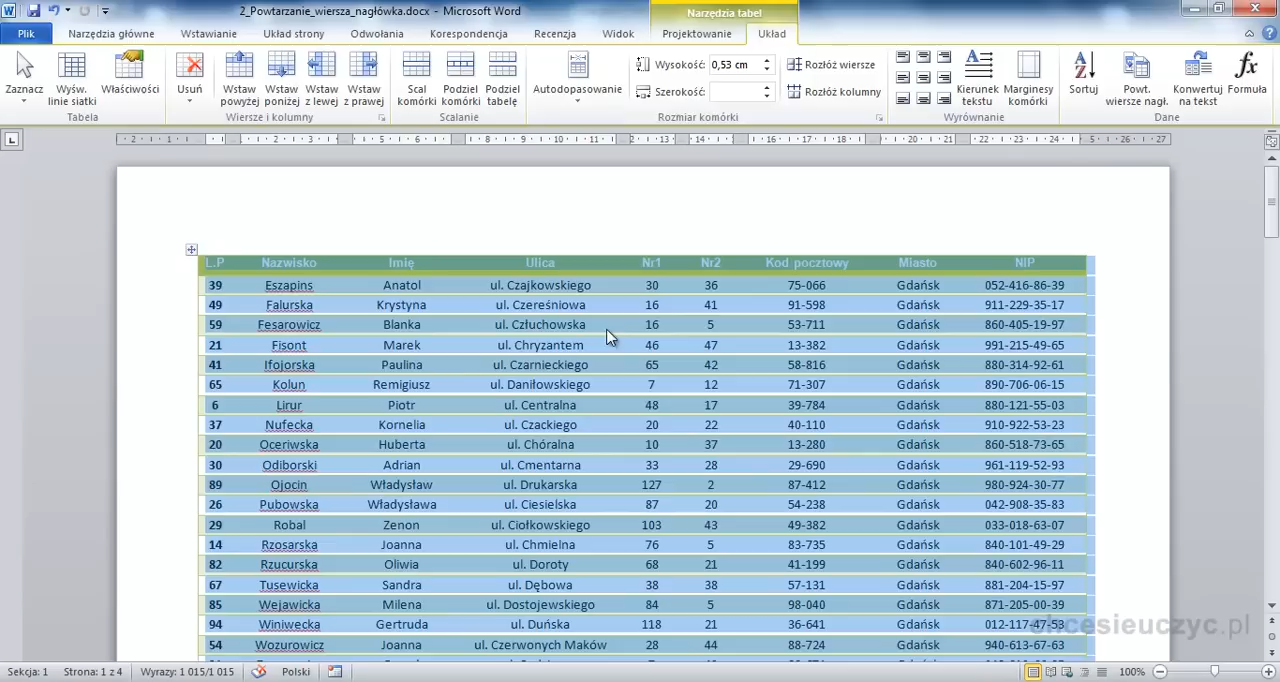 2_Powtarzanie_wiersza_nagłówka.docx - Microsoft Word
Narzędzia tabel
Plik Narzędzia główne Wstawianie Układ strony Odwołania Korespondencja Recenzja Widok Projektowanie Układ
Zaznacz Wyśw. linie siatki Właściwości
Tabela
Usuń Wstaw powyżej Wstaw poniżej Wstaw z lewej Wstaw z prawej
Wiersze i kolumny
Scal komórki Podziel komórki Podziel tabelę
Scalanie
Autodopasowanie Wysokość: 0,53 cm Rozłóż wiersze
Szerokość: Rozłóż kolumny
Rozmiar komórki
Kierunek tekstu Marginesy komórki
Wyrównanie
Sortuj Powt. wiersze nagł. Konwertuj na tekst Formuła
Dane
L.P Nazwisko Imię Ulica Nr1 Nr2 Kod pocztowy Miasto NIP
39 Eszapins Anatol ul. Czajkowskiego 30 36 75-066 Gdańsk 052-416-86-39
49 Falurska Krystyna ul. Czereśniowa 16 41 91-598 Gdańsk 911-229-35-17
59 Fesarowicz Blanka ul. Człuchowska 16 5 53-711 Gdańsk 860-405-19-97
21 Fisont Marek ul. Chryzantem 46 47 13-382 Gdańsk 991-215-49-65
41 Ifojorska Paulina ul. Czarnieckiego 65 42 58-816 Gdańsk 880-314-92-61
65 Kolun Remigiusz ul. Daniłowskiego 7 12 71-307 Gdańsk 890-706-06-15
6 Lirur Piotr ul. Centralna 48 17 39-784 Gdańsk 880-121-55-03
37 Nufecka Kornelia ul. Czackiego 20 22 40-110 Gdańsk 910-922-53-23
20 Oceriwska Huberta ul. Chóralna 10 37 13-280 Gdańsk 860-518-73-65
30 Odiborski Adrian ul. Cmentarna 33 28 29-690 Gdańsk 961-119-52-93
89 Ojocin Władysław ul. Drukarska 127 2 87-412 Gdańsk 980-924-30-77
26 Pubowska Władysława ul. Ciesielska 87 20 54-238 Gdańsk 042-908-35-83
29 Robal Zenon ul. Ciołkowskiego 103 43 49-382 Gdańsk 033-018-63-07
14 Rzosarska Joanna ul. Chmielna 76 5 83-735 Gdańsk 840-101-49-29
82 Rzucurska Oliwia ul. Doroty 68 21 41-199 Gdańsk 840-602-96-11
67 Tusewicka Sandra ul. Dębowa 38 38 57-131 Gdańsk 881-204-15-97
85 Wejawicka Milena ul. Dostojewskiego 84 5 98-040 Gdańsk 871-205-00-39
94 Winiwecka Gertruda ul. Duńska 118 21 36-641 Gdańsk 012-117-47-53
54 Wozurowicz Joanna ul. Czerwonych Maków 28 44 88-724 Gdańsk 940-613-67-63
chcesieuczyc.pl
Sekcja: 1 Strona: 1 z 4 Wyrazy: 1 015/1 015 Polski 100%